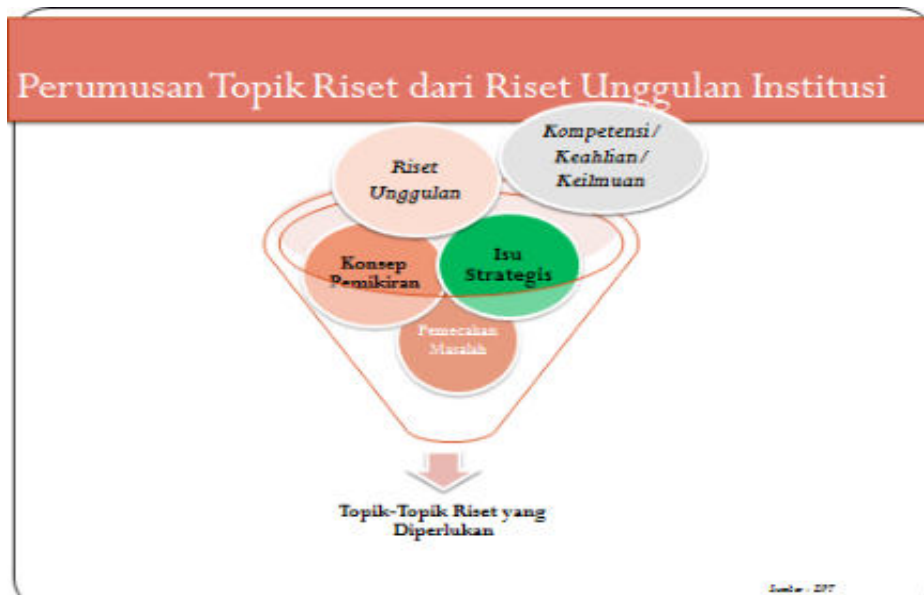 Perumusan Topik Riset dari Riset Unggulan Institusi
Kompetensi /
Keahlian /
Keilmuan
Riset
Unggulan
Konsep
Pemikiran
Isu
Strategis
Pemecahan
Masalah
Topik-Topik Riset yang
Diperlukan